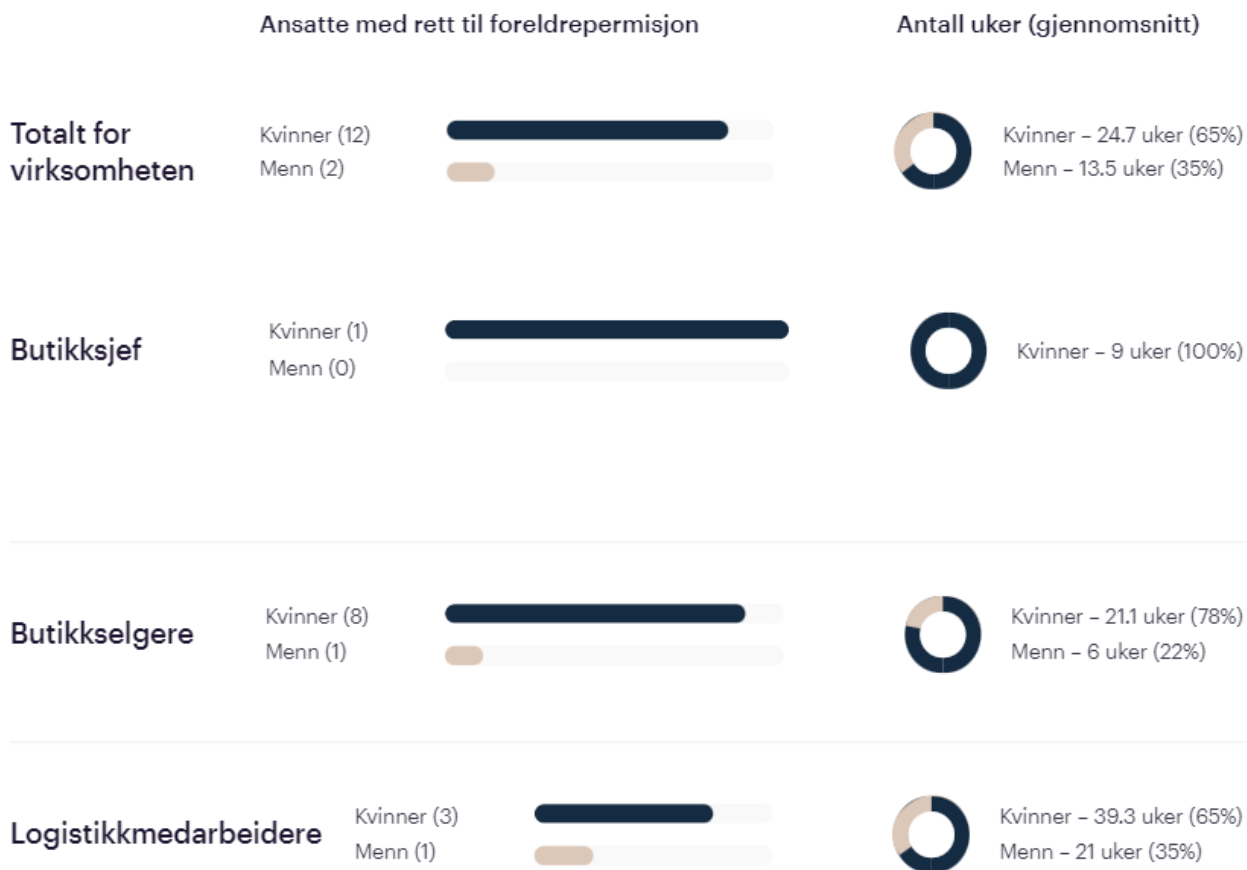 Ansatte med rett til foreldrepermisjon
Antall uker (gjennomsnitt)
Totalt for
virksomheten
Kvinner (12)
Menn (2)
Kvinner – 24.7 uker (65%)
Menn – 13.5 uker (35%)
Butikksjef
Kvinner (1)
Menn (0)
Kvinner – 9 uker (100%)
Butikkselgere
Kvinner (8)
Menn (1)
Kvinner – 21.1 uker (78%)
Menn – 6 uker (22%)
Logistikkmedarbeidere
Kvinner (3)
Menn (1)
Kvinner – 39.3 uker (65%)
Menn – 21 uker (35%)